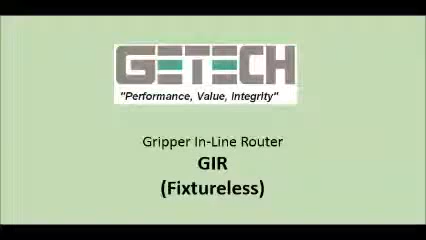 GETECH
"Performance, Value, Integrity"
Gripper In-Line Router
GIR
(Fixtureless)